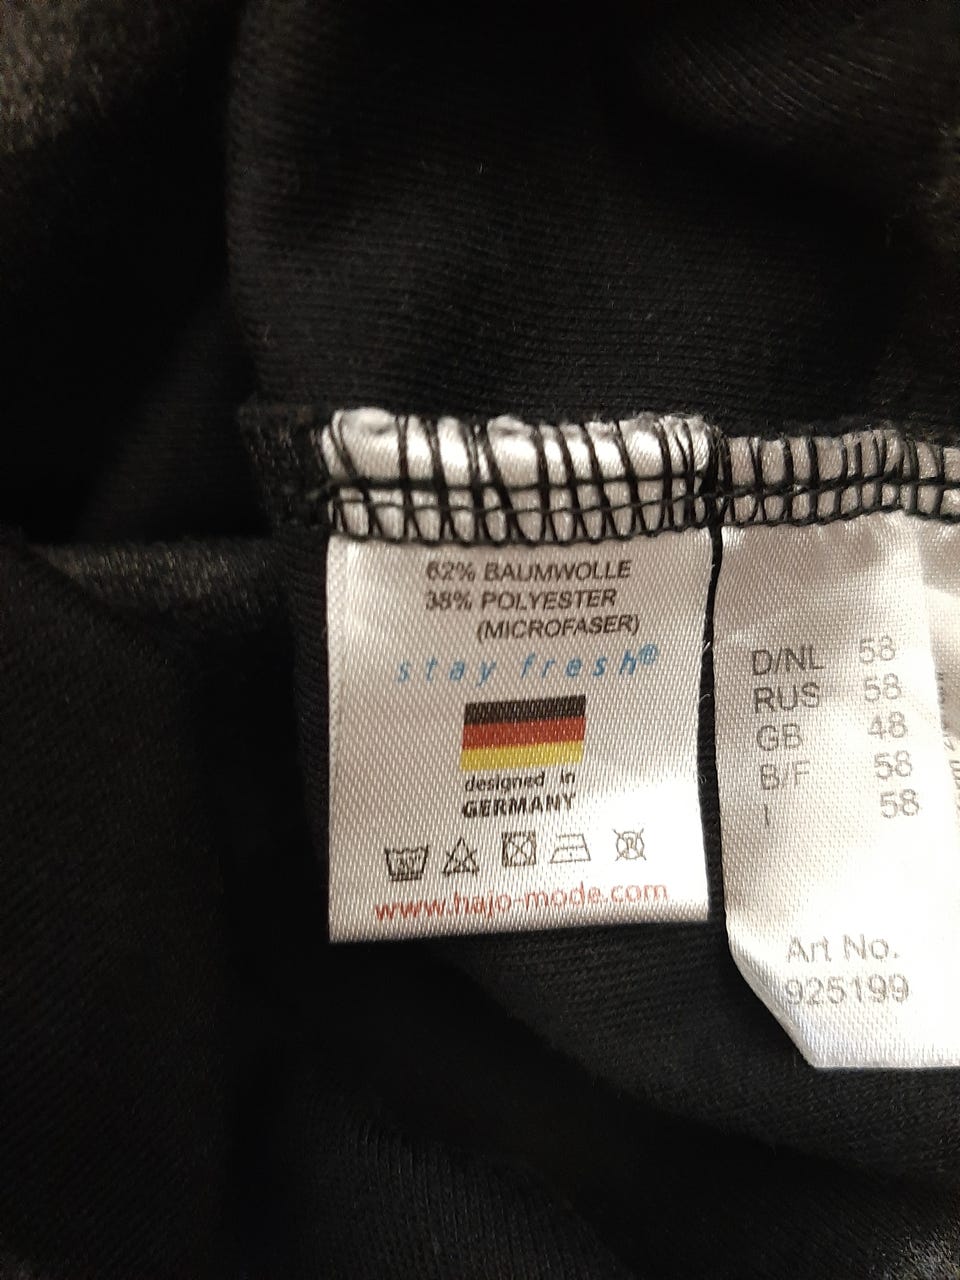 62% BAUMWOLLE
38% POLYESTER
(MICROFASER)
stay fresh®
designed in
GERMANY
www.hajo-mode.com
D/NL 58
RUS 58
GB 48
B/F 58
I 58
Art No.
925199